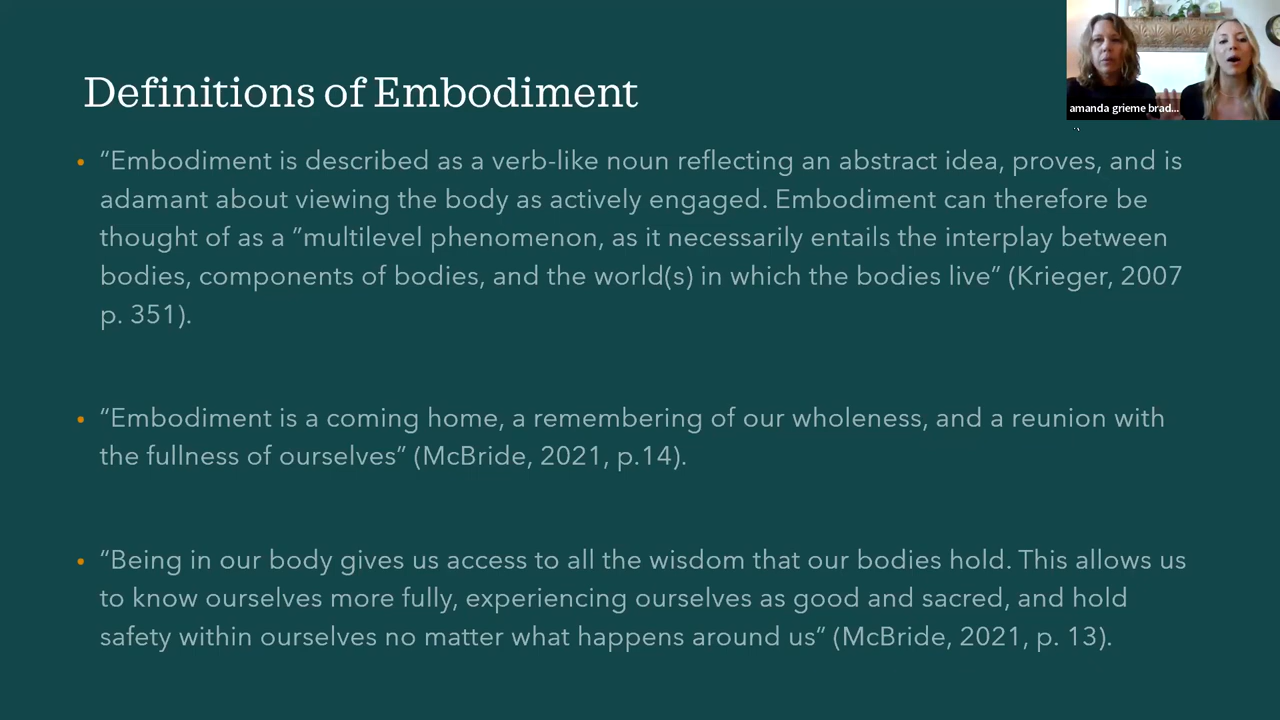 Definitions of Embodiment
amanda grieme brad...
• “Embodiment is described as a verb-like noun reflecting an abstract idea, proves, and is
adamant about viewing the body as actively engaged. Embodiment can therefore be
thought of as a ”multilevel phenomenon, as it necessarily entails the interplay between
bodies, components of bodies, and the world(s) in which the bodies live” (Krieger, 2007
p. 351).
• “Embodiment is a coming home, a remembering of our wholeness, and a reunion with
the fullness of ourselves” (McBride, 2021, p.14).
• “Being in our body gives us access to all the wisdom that our bodies hold. This allows us
to know ourselves more fully, experiencing ourselves as good and sacred, and hold
safety within ourselves no matter what happens around us” (McBride, 2021, p. 13).